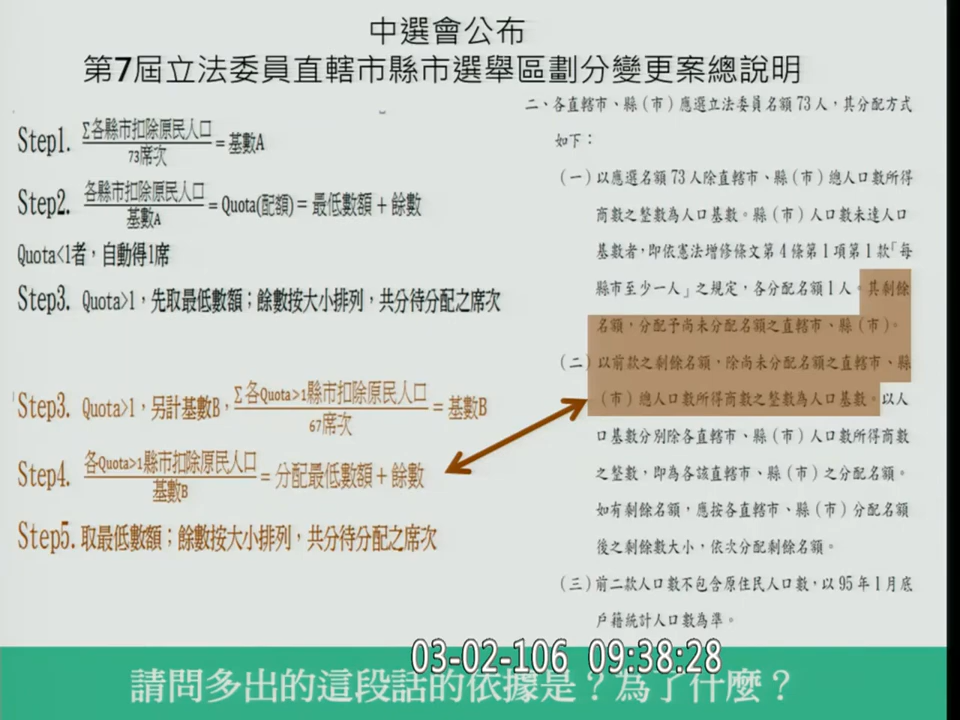 中選會公布
第7屆立法委員直轄市縣市選舉區劃分變更案總說明
Step1. Σ各縣市扣除原民人口/73席次 = 基數A
Step2. 各縣市扣除原民人口/基數A = Quota(配額) = 最低數額 + 餘數
Quota<1者，自動得1席
Step3. Quota>1，先取最低數額；餘數按大小排列，共分待分配之席次
Step3. Quota>1，另計基數B，Σ各Quota>1縣市扣除原民人口/67席次 = 基數B
Step4. 各Quota>1縣市扣除原民人口/基數B = 分配最低數額 + 餘數
Step5. 取最低數額；餘數按大小排列，共分待分配之席次
二、各直轄市、縣（市）應選立法委員名額73人，其分配方式
如下：
（一）以應選名額73人除直轄市、縣（市）總人口數所得
商數之整數為人口基數。縣（市）人口數未達人口
基數者，即依憲法增修條文第4條第1項第1款「每
縣市至少一人」之規定，各分配名額1人。其剩餘
名額，分配予尚未分配名額之直轄市、縣（市）。
（二）以前款之剩餘名額，除尚未分配名額之直轄市、縣
（市）總人口數所得商數之整數為人口基數。以人
口基數分別除各直轄市、縣（市）人口數所得商數
之整數，即為各該直轄市、縣（市）之分配名額。
如有剩餘名額，應按各直轄市、縣（市）分配名額
後之剩餘數大小，依次分配剩餘名額。
（三）前二款人口數不包含原住民人口數，以95年1月底
戶籍統計人口數為準。
03-02-106 09:38:28
請問多出的這段話的依據是？為了什麼？